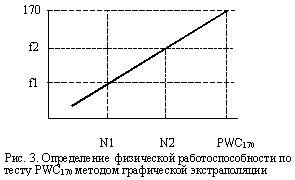 170
f2
f1
N1 N2 PWC₁₇₀
Рис. 3. Определение физической работоспособности по
тесту PWC₁₇₀ методом графической экстраполяции